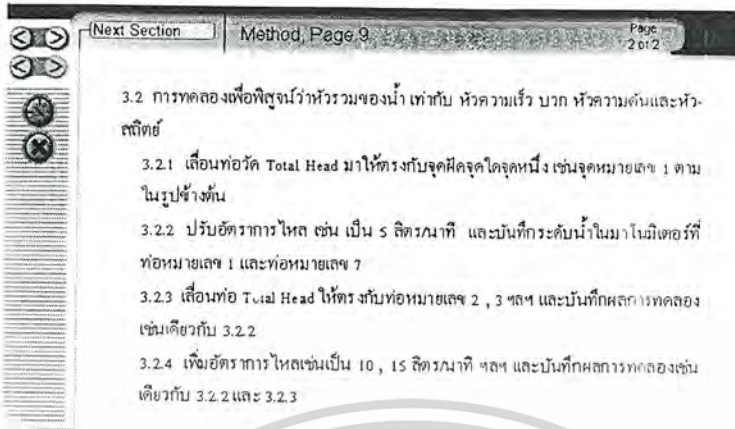 Next Section
Method, Page 9
Page
2 of 2
3.2 การทดลองเพื่อพิสูจน์ว่าหัวรวมของน้ำ เท่ากับ หัวความเร็ว บวก หัวความดันและหัว-
สถิตย์
3.2.1 เลื่อนท่อวัด Total Head มาให้ตรงกับจุดฝัดจุดใดจุดหนึ่ง เช่นจุดหมายเลข 1 ตาม
ในรูปข้างต้น
3.2.2 ปรับอัตราการไหล เช่น เป็น 5 ลิตร/นาที และบันทึกระดับน้ำในมาโนมิเตอร์ที่
ท่อหมายเลข 1 และท่อหมายเลข 7
3.2.3 เลื่อนท่อ Total Head ให้ตรงกับท่อหมายเลข 2 , 3 ฯลฯ และบันทึกผลการทดลอง
เช่นเดียวกับ 3.2.2
3.2.4 เพิ่มอัตราการไหลเช่นเป็น 10 , 15 ลิตร/นาที ฯลฯ และบันทึกผลการทดลองเช่น
เดียวกับ 3.2.2 และ 3.2.3